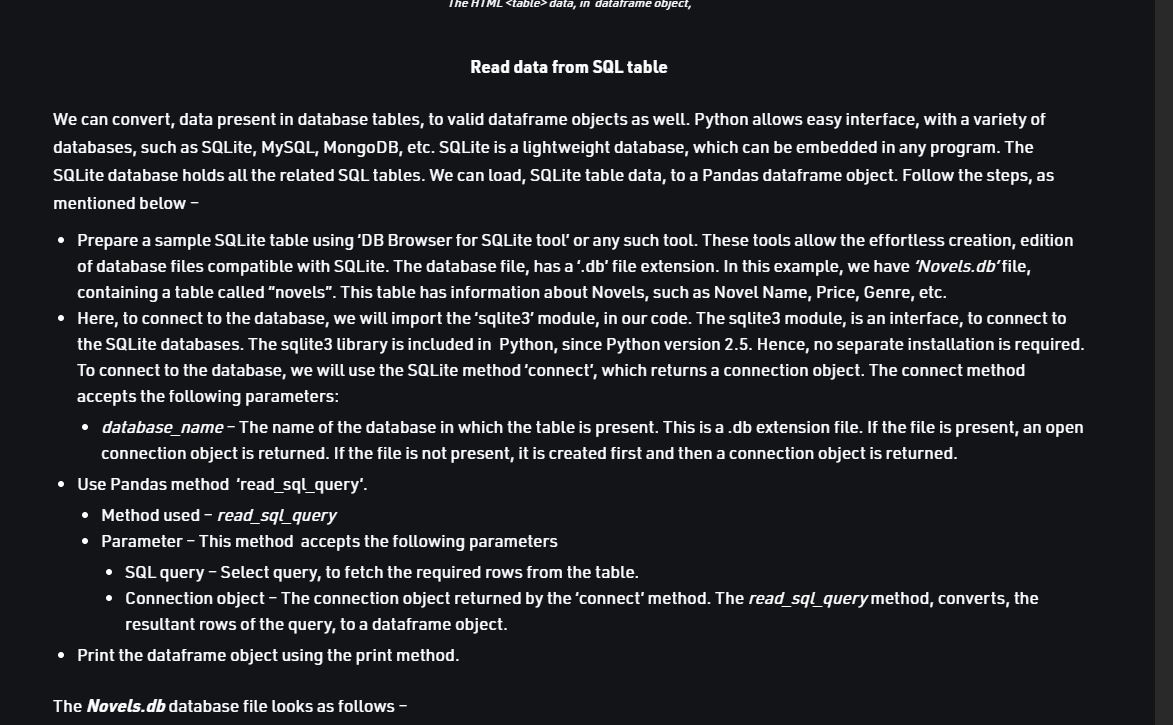 The HTML <table> data, in dataframe object,
Read data from SQL table
We can convert, data present in database tables, to valid dataframe objects as well. Python allows easy interface, with a variety of
databases, such as SQLite, MySQL, MongoDB, etc. SQLite is a lightweight database, which can be embedded in any program. The
SQLite database holds all the related SQL tables. We can load, SQLite table data, to a Pandas dataframe object. Follow the steps, as
mentioned below –
• Prepare a sample SQLite table using ‘DB Browser for SQLite tool‘ or any such tool. These tools allow the effortless creation, edition
of database files compatible with SQLite. The database file, has a ‘.db’ file extension. In this example, we have ‘Novels.db’ file,
containing a table called “novels”. This table has information about Novels, such as Novel Name, Price, Genre, etc.
• Here, to connect to the database, we will import the ‘sqlite3’ module, in our code. The sqlite3 module, is an interface, to connect to
the SQLite databases. The sqlite3 library is included in Python, since Python version 2.5. Hence, no separate installation is required.
To connect to the database, we will use the SQLite method ‘connect’, which returns a connection object. The connect method
accepts the following parameters:
• database_name – The name of the database in which the table is present. This is a .db extension file. If the file is present, an open
connection object is returned. If the file is not present, it is created first and then a connection object is returned.
• Use Pandas method ‘read_sql_query’.
• Method used – read_sql_query
• Parameter – This method accepts the following parameters
• SQL query – Select query, to fetch the required rows from the table.
• Connection object – The connection object returned by the ‘connect’ method. The read_sql_query method, converts, the
resultant rows of the query, to a dataframe object.
• Print the dataframe object using the print method.
The Novels.db database file looks as follows –